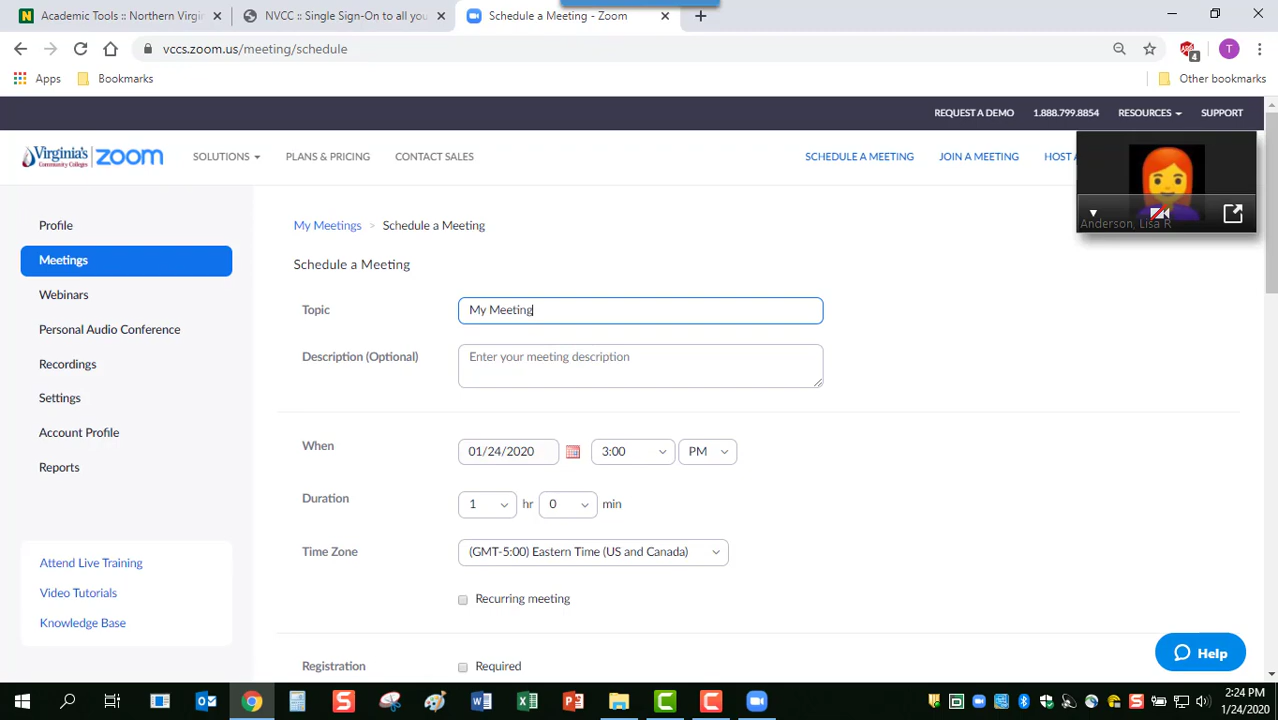 Academic Tools :: Northern Virgin
NVCC :: Single Sign-On to all you
Schedule a Meeting - Zoom
vccs.zoom.us/meeting/schedule
4
T
Apps
Bookmarks
Other bookmarks
REQUEST A DEMO
1.888.799.8854
RESOURCES
SUPPORT
Virginia's
Community Colleges
zoom
SOLUTIONS
PLANS & PRICING
CONTACT SALES
SCHEDULE A MEETING
JOIN A MEETING
HOST A
Anderson, Lisa R
Profile
Meetings
Webinars
Personal Audio Conference
Recordings
Settings
Account Profile
Reports
Attend Live Training
Video Tutorials
Knowledge Base
My Meetings > Schedule a Meeting
Schedule a Meeting
Topic
My Meeting
Description (Optional)
Enter your meeting description
When
01/24/2020
3:00
PM
Duration
1
hr
0
min
Time Zone
(GMT-5:00) Eastern Time (US and Canada)
Recurring meeting
Registration
Required
Help
2:24 PM
1/24/2020